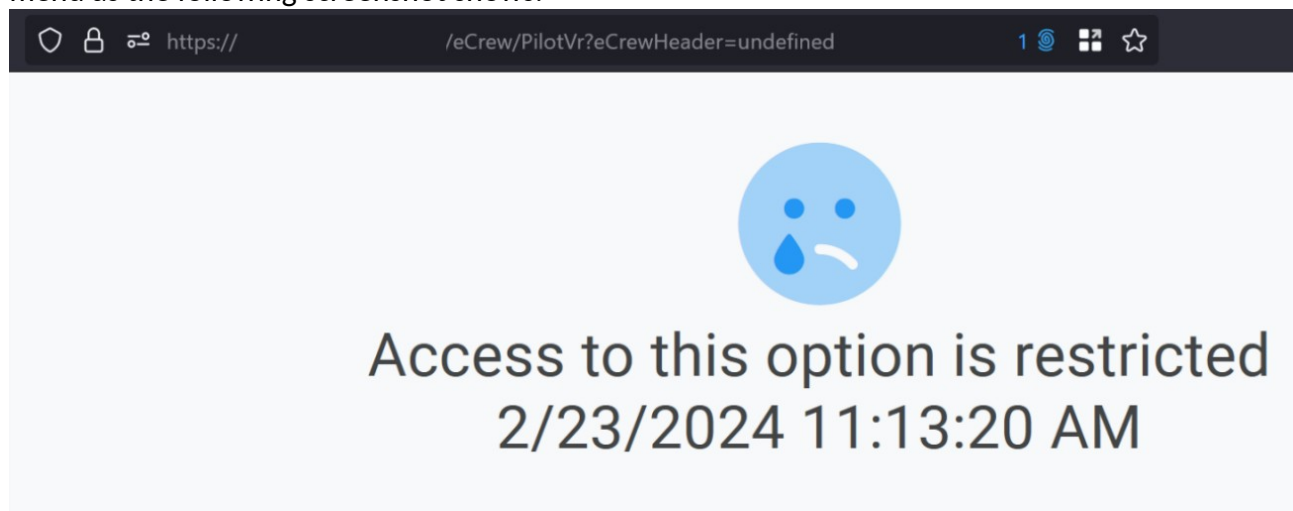 https:// /eCrew/PilotVr?eCrewHeader=undefined 1
Access to this option is restricted
2/23/2024 11:13:20 AM